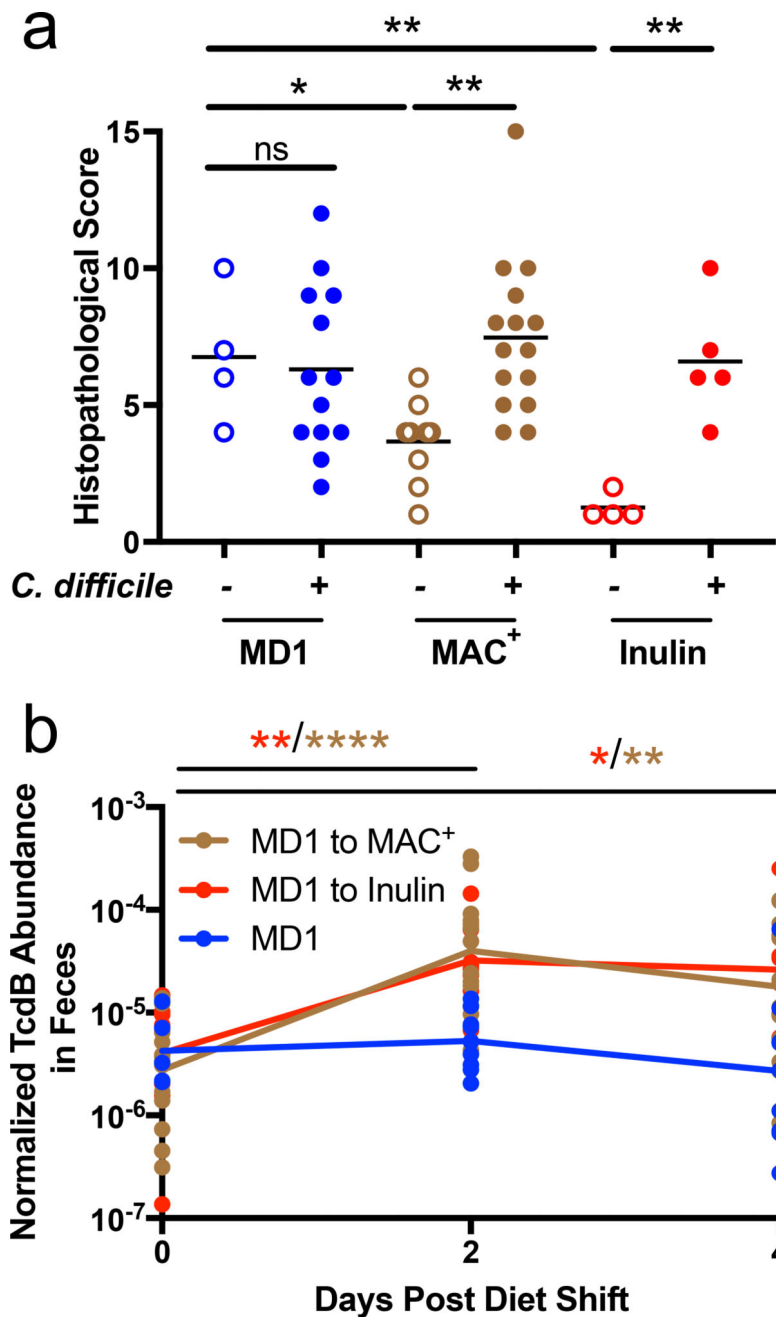 a
** **
* **
ns
15
10
5
0
Histopathological Score
C. difficile - + - + - +
MD1 MAC⁺ Inulin
b
**/**** */**
10⁻³
10⁻⁴
10⁻⁵
10⁻⁶
10⁻⁷
Normalized TcdB Abundance
in Feces
MD1 to MAC⁺
MD1 to Inulin
MD1
0 2 4
Days Post Diet Shift